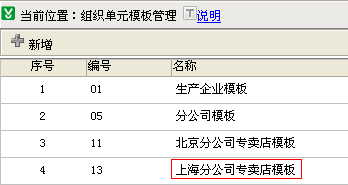 当前位置：组织单元模板管理 T说明
新增
序号 编号 名称
1 01 生产企业模板
2 05 分公司模板
3 11 北京分公司专卖店模板
4 13 上海分公司专卖店模板